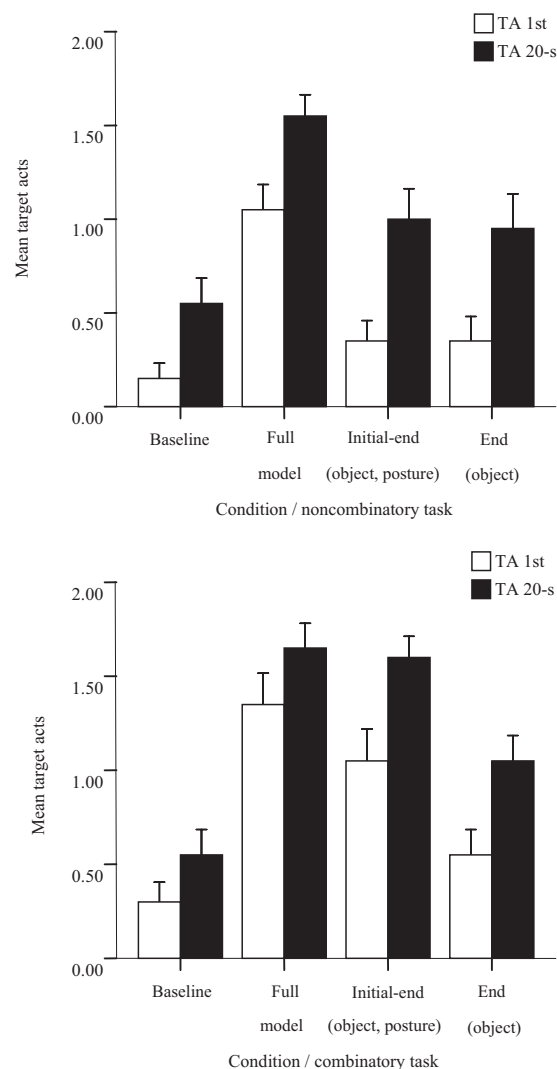 TA 1st
TA 20-s
2.00
1.50
1.00
0.50
0.00
Mean target acts
Baseline
Full
model
Initial-end
(object, posture)
End
(object)
Condition / noncombinatory task
TA 1st
TA 20-s
2.00
1.50
1.00
0.50
0.00
Mean target acts
Baseline
Full
model
Initial-end
(object, posture)
End
(object)
Condition / combinatory task